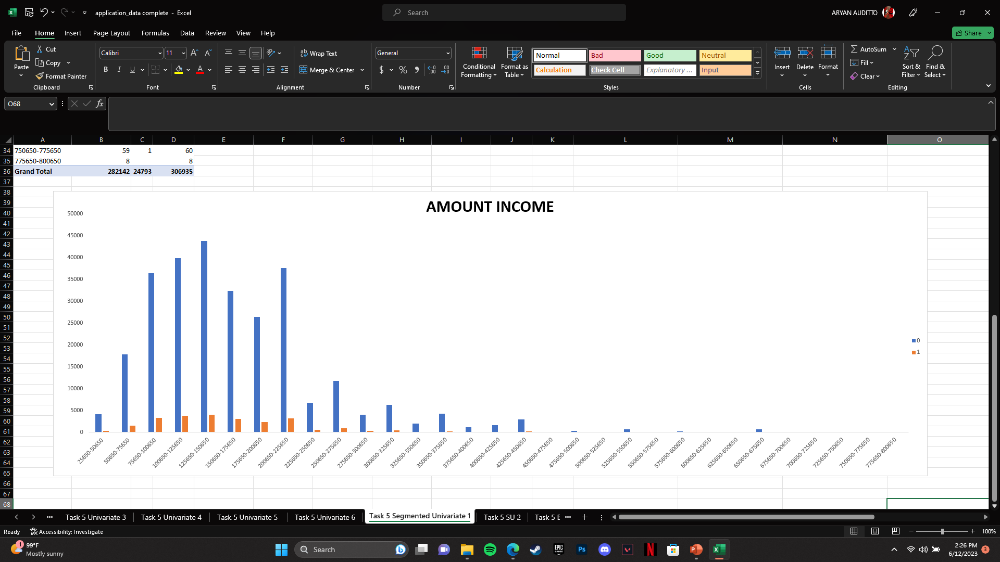 application_data complete - Excel
Search
ARYAN AUDITTO
File Home Insert Page Layout Formulas Data Review View Help
Share
Paste
Cut
Copy
Format Painter
Clipboard
Calibri 11
B I U
Font
Wrap Text
Merge & Center
Alignment
General
$ % 9
Number
Conditional Formatting
Format as Table
Normal Bad Good Neutral
Calculation Check Cell Explanatory ... Input
Styles
Insert Delete Format
Cells
AutoSum
Fill
Clear
Sort & Filter
Find & Select
Editing
O68
fx
A B C D E F G H I J K L M N O
34 750650-775650 59 1 60
35 775650-800650 8 8
36 Grand Total 282142 24793 306935
37
38
39
40
41
42
43
44
45
46
47
48
49
50
51
52
53
54
55
56
57
58
59
60
61
62
63
64
65
66
67
68
AMOUNT INCOME
50000
45000
40000
35000
30000
25000
20000
15000
10000
5000
0
0
1
25650-50650
50650-75650
75650-100650
100650-125650
125650-150650
150650-175650
175650-200650
200650-225650
225650-250650
250650-275650
275650-300650
300650-325650
325650-350650
350650-375650
375650-400650
400650-425650
425650-450650
450650-475650
475650-500650
500650-525650
525650-550650
550650-575650
575650-600650
600650-625650
625650-650650
650650-675650
675650-700650
700650-725650
725650-750650
750650-775650
775650-800650
Task 5 Univariate 3 Task 5 Univariate 4 Task 5 Univariate 5 Task 5 Univariate 6 Task 5 Segmented Univariate 1 Task 5 SU 2 Task 5 E ...
Ready Accessibility: Investigate 100%
1
99°F
Mostly sunny
Search
EPIC GAMES
Ps
2:26 PM
6/12/2023
3